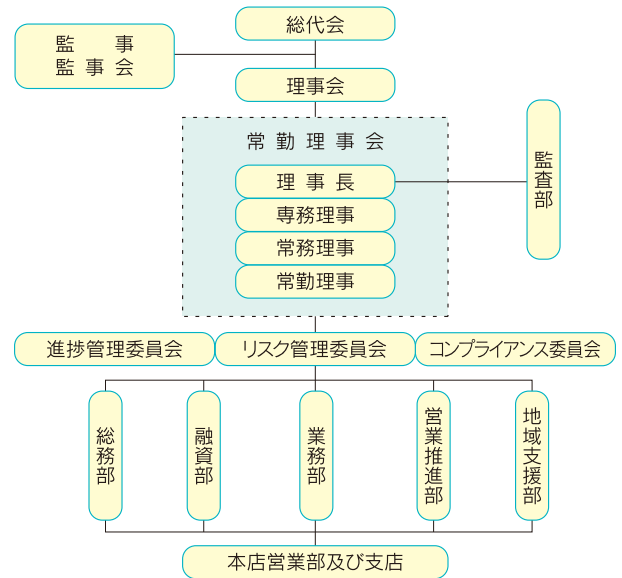 総代会
監事
監事会
理事会
常勤理事会
理事長
専務理事
常務理事
常勤理事
監査部
進捗管理委員会
リスク管理委員会
コンプライアンス委員会
総務部
融資部
業務部
営業推進部
地域支援部
本店営業部及び支店